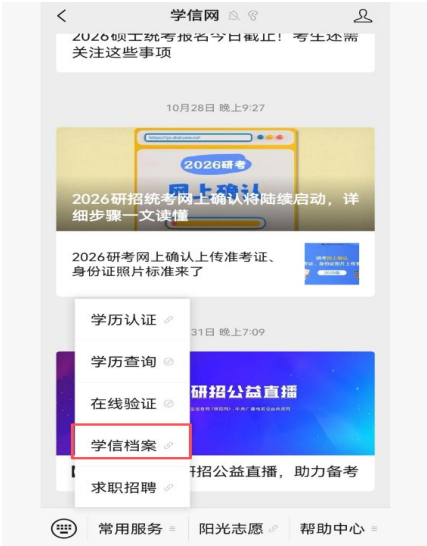 学信网
2026硕士统考报名今日截止！考生还需
关注这些事项
10月28日 晚上9:27
2026研考
网上确认
2026研招统考网上确认将陆续启动，详
细步骤一文读懂
2026研考网上确认上传准考证、
身份证照片标准来了
31日 晚上7:09
学历认证
学历查询
在线验证
学信档案
求职招聘
研招公益直播
研招公益直播，助力备考
常用服务
阳光志愿
帮助中心